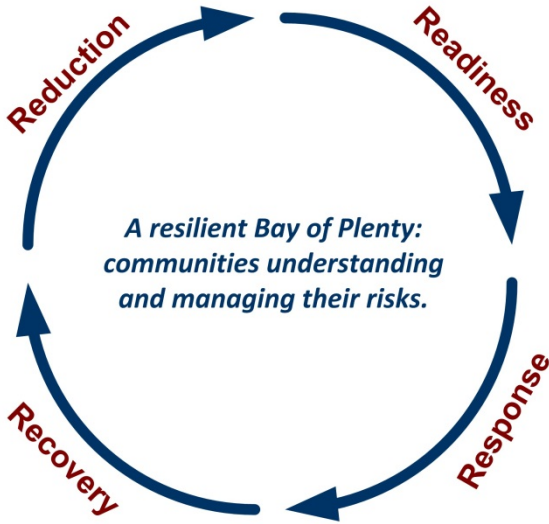 Reduction
Readiness
A resilient Bay of Plenty:
communities understanding
and managing their risks.
Recovery
Response